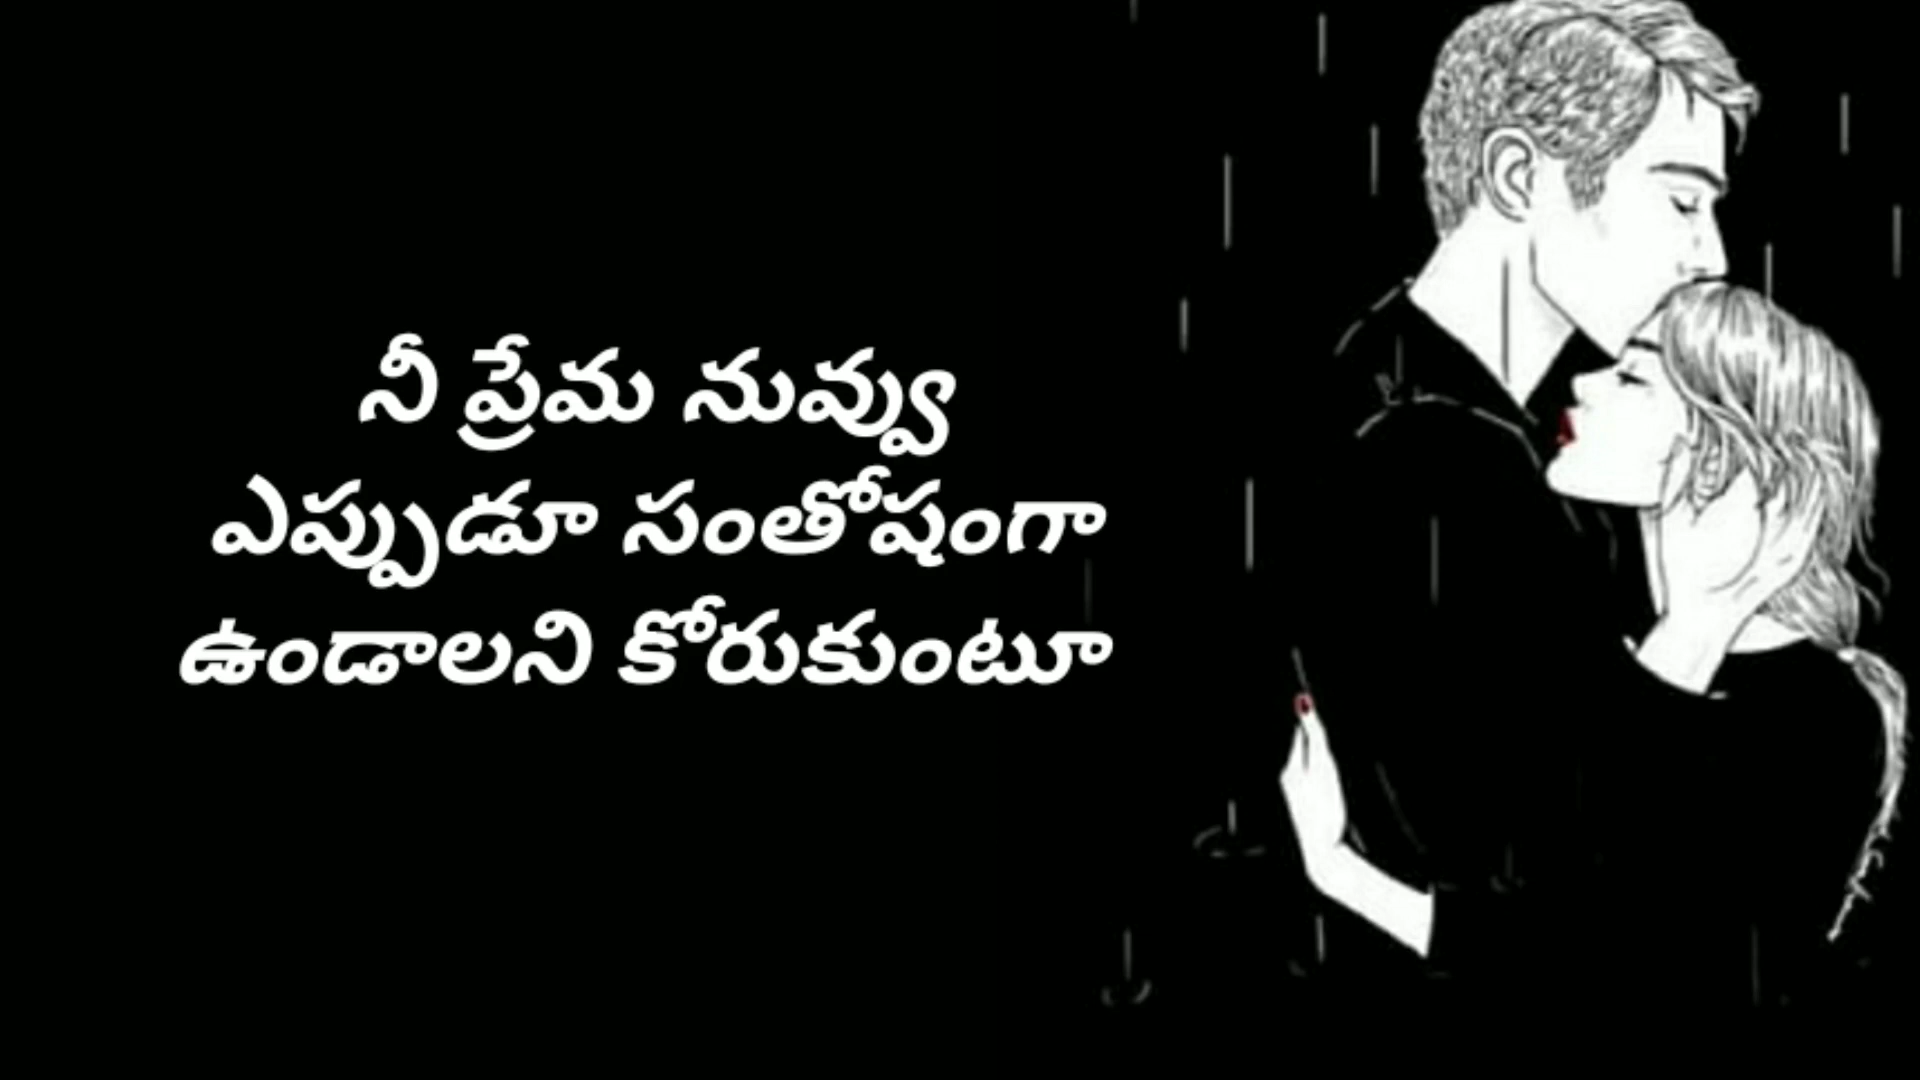 నీ ప్రేమ నువ్వు
ఎప్పుడూ సంతోషంగా
ఉండాలని కోరుకుంటూ